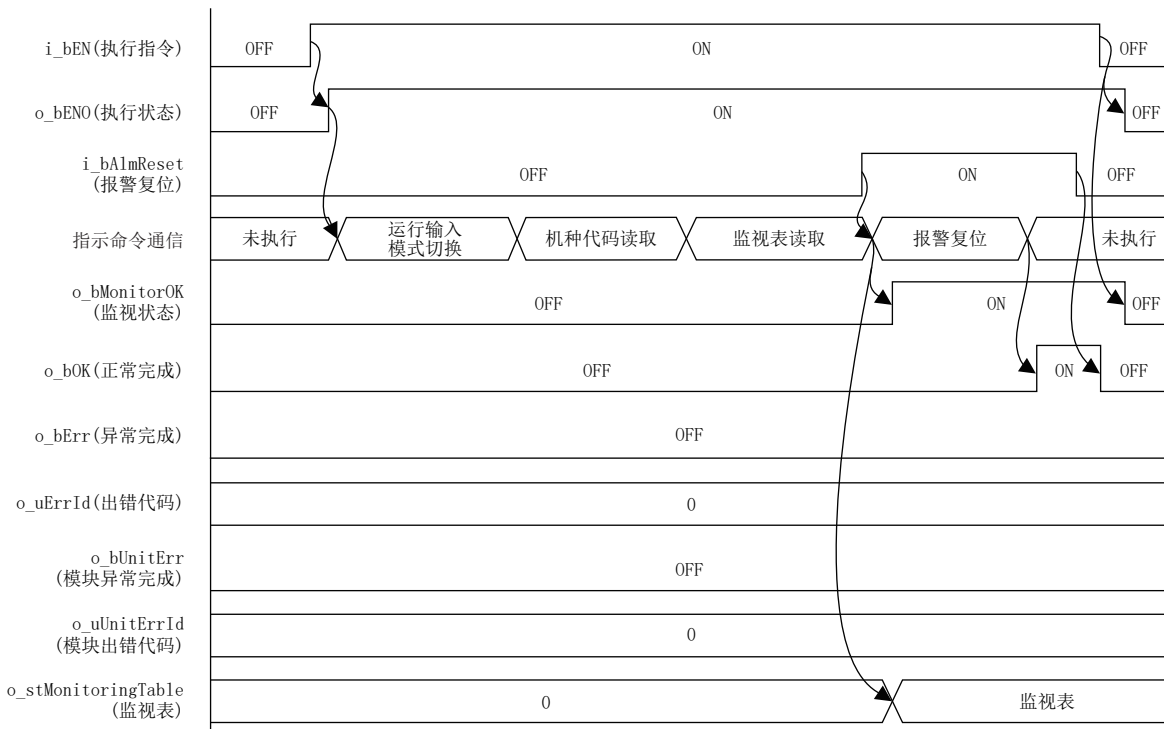 i_bEN(执行指令) OFF ON OFF
o_bENO(执行状态) OFF ON OFF
i_bAlmReset
(报警复位) OFF ON OFF
指示命令通信 未执行 运行输入
模式切换 机种代码读取 监视表读取 报警复位 未执行
o_bMonitorOK
(监视状态) OFF ON OFF
o_bOK(正常完成) OFF ON OFF
o_bErr(异常完成) OFF
o_uErrId(出错代码) 0
o_bUnitErr
(模块异常完成) OFF
o_uUnitErrId
(模块出错代码) 0
o_stMonitoringTable
(监视表) 0 监视表